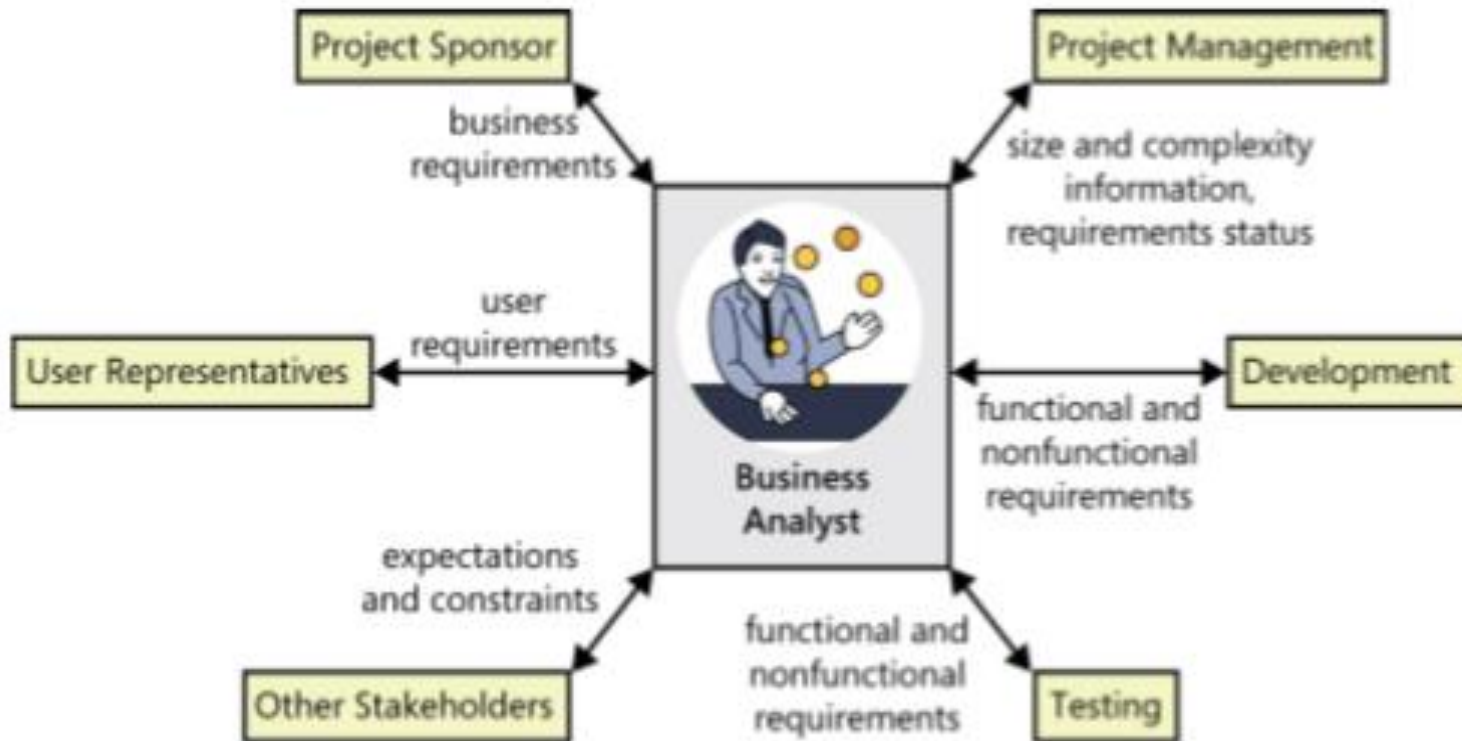 Project Sponsor
Project Management
business
requirements
size and complexity
information,
requirements status
user
requirements
User Representatives
Development
functional and
nonfunctional
requirements
Business
Analyst
expectations
and constraints
functional and
nonfunctional
requirements
Other Stakeholders
Testing